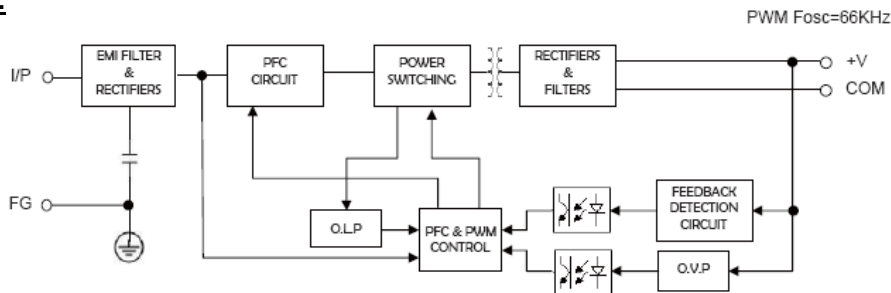 PWM Fosc=66KHz
I/P
EMI FILTER
&
RECTIFIERS
PFC
CIRCUIT
POWER
SWITCHING
RECTIFIERS
&
FILTERS
+V
COM
FG
O.L.P
PFC & PWM
CONTROL
FEEDBACK
DETECTION
CIRCUIT
O.V.P